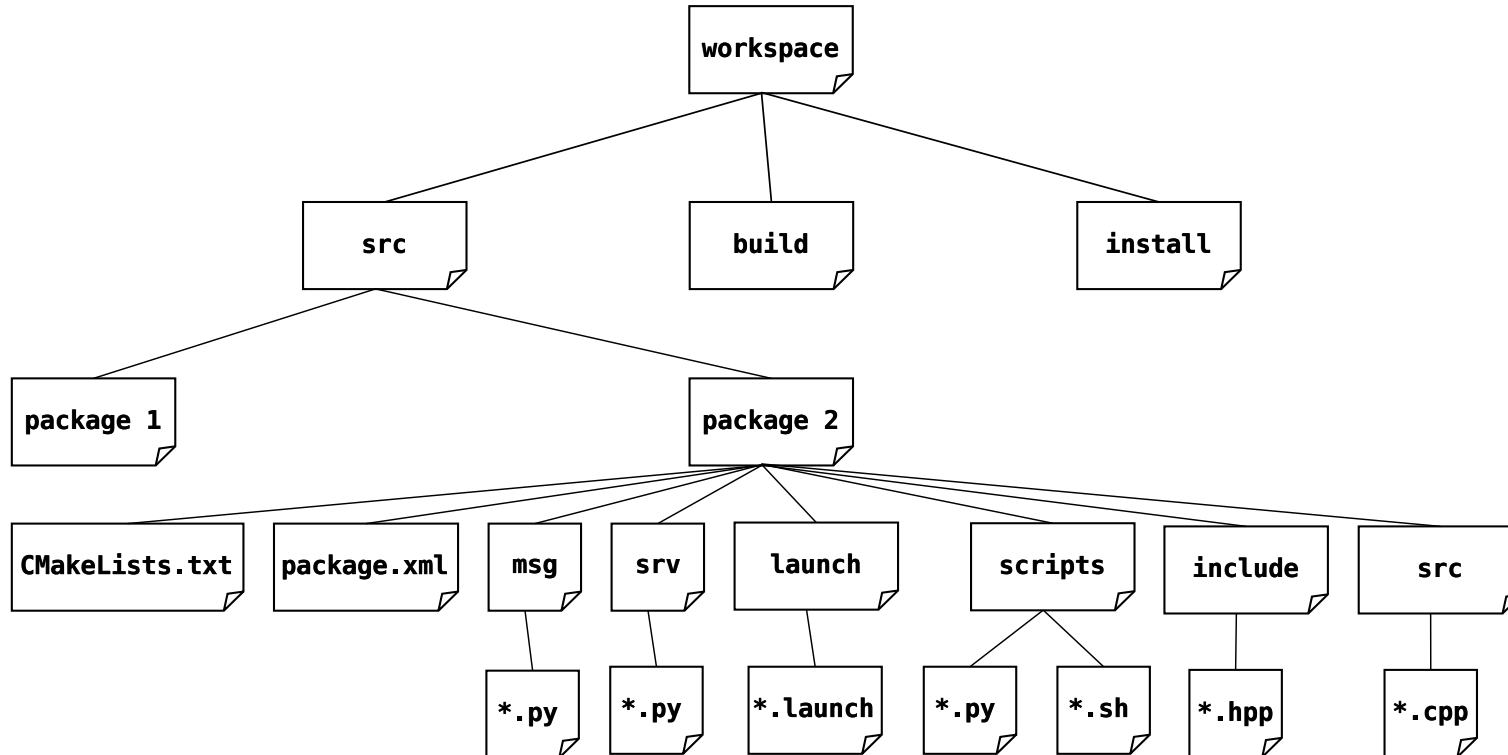 workspace
src
build
install
package 1
package 2
CMakeLists.txt
package.xml
msg
srv
launch
scripts
include
src
*.py
*.py
*.launch
*.py
*.sh
*.hpp
*.cpp